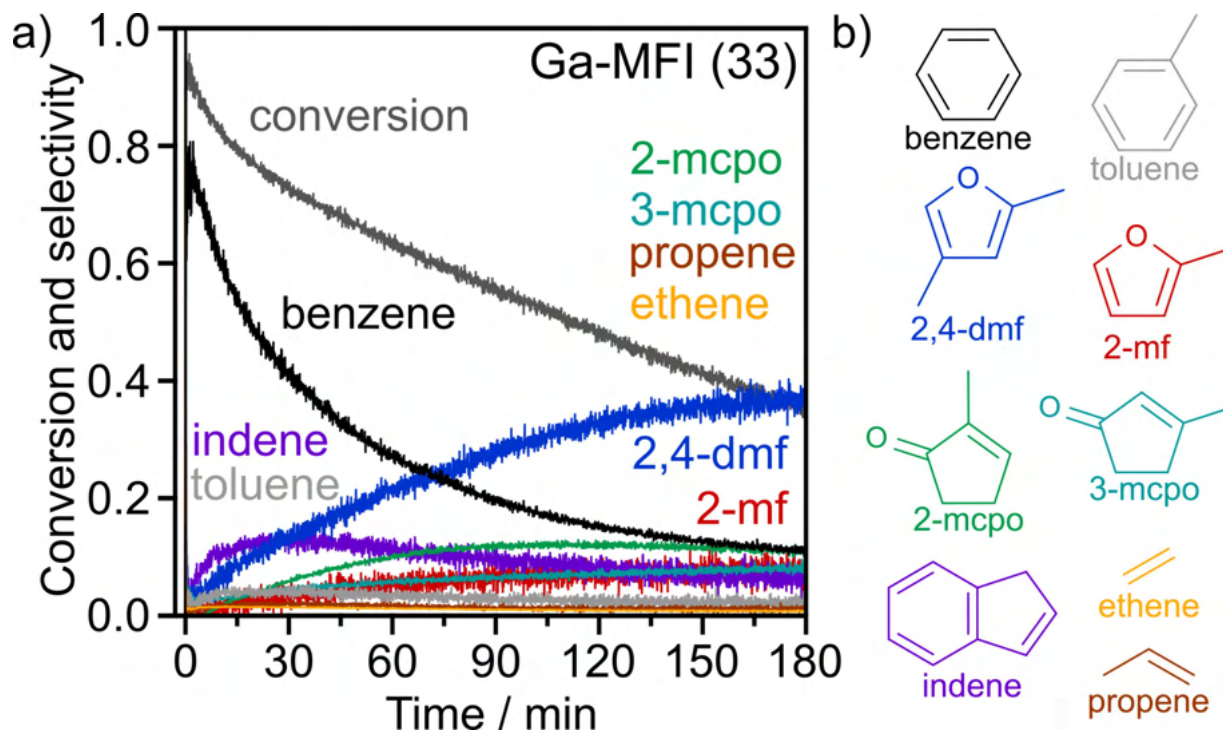 a)
Ga-MFI (33)
conversion
2-mcpo
3-mcpo
propene
ethene
benzene
indene
toluene
2,4-dmf
2-mf
Conversion and selectivity
1.0
0.8
0.6
0.4
0.2
0.0
0
30
60
90
120
150
180
Time / min
b)
benzene
toluene
O
2,4-dmf
O
2-mf
O
2-mcpo
O
3-mcpo
indene
ethene
propene